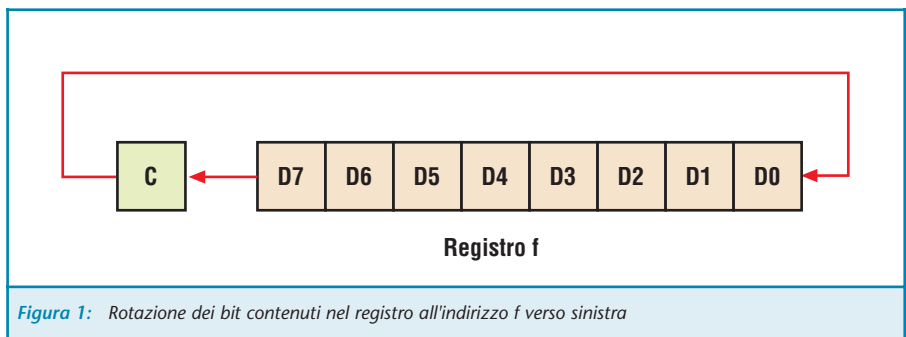 C D7 D6 D5 D4 D3 D2 D1 D0
Registro f
Figura 1: Rotazione dei bit contenuti nel registro all'indirizzo f verso sinistra